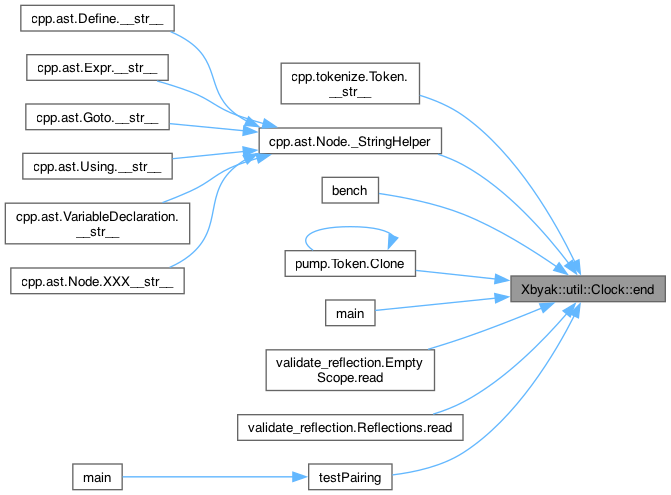 cpp.ast.Define.__str__
cpp.ast.Expr.__str__
cpp.ast.Goto.__str__
cpp.ast.Using.__str__
cpp.ast.VariableDeclaration.
__str__
cpp.ast.Node.XXX__str__
cpp.tokenize.Token.
__str__
cpp.ast.Node._StringHelper
bench
pump.Token.Clone
main
validate_reflection.Empty
Scope.read
validate_reflection.Reflections.read
main
testPairing
Xbyak::util::Clock::end